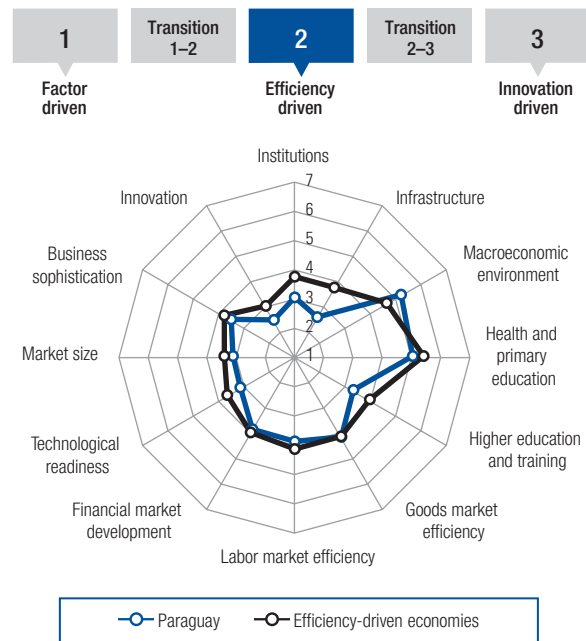 1
Transition
1–2
2
Transition
2–3
3
Factor
driven
Efficiency
driven
Innovation
driven
Institutions
Infrastructure
Macroeconomic
environment
Health and
primary
education
Higher education
and training
Goods market
efficiency
Labor market efficiency
Financial market
development
Technological
readiness
Market size
Business
sophistication
Innovation
7
6
5
4
3
2
1
Paraguay
Efficiency-driven economies